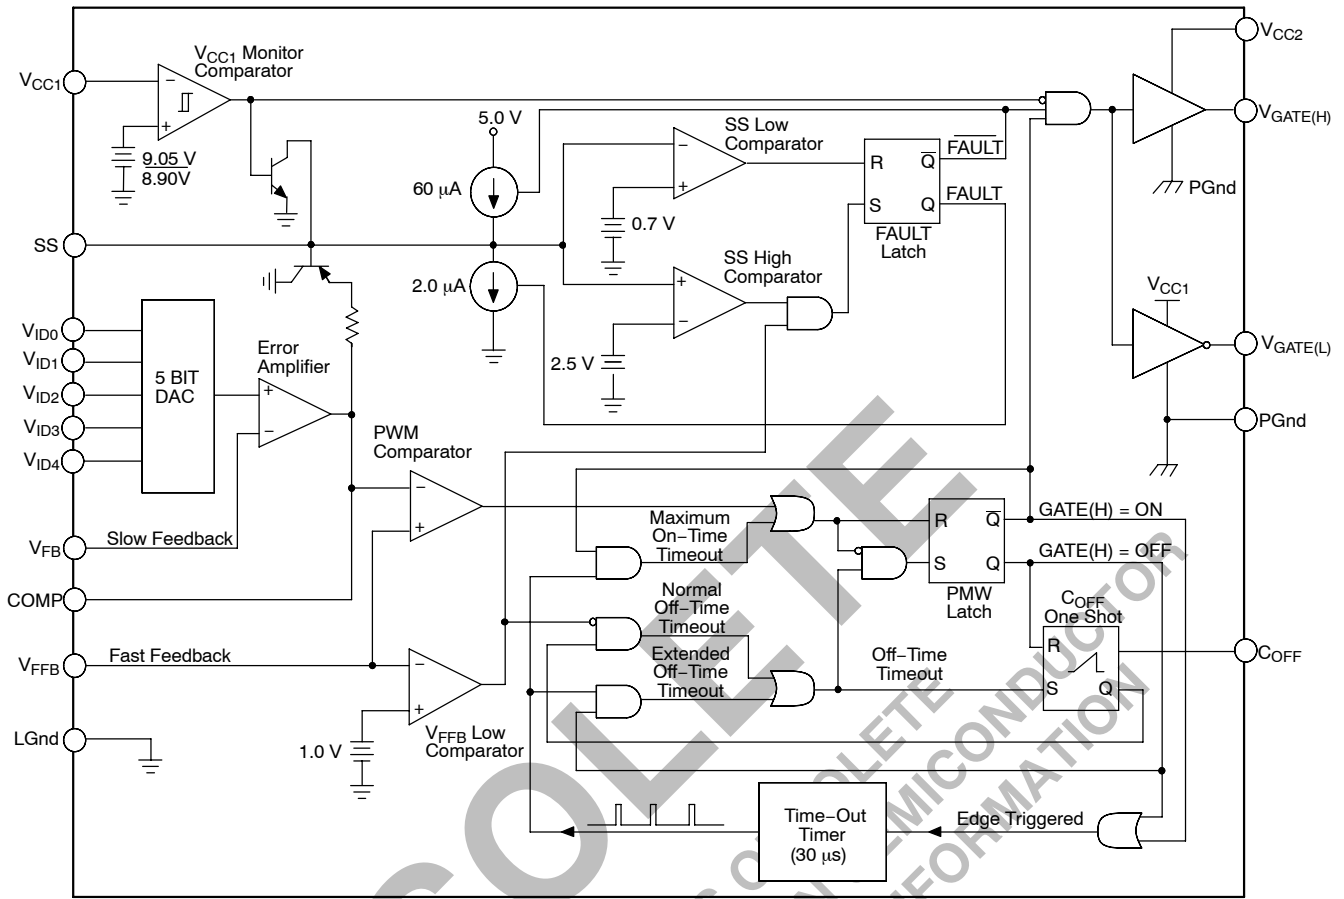 VCC1
VCC1 Monitor
Comparator
−
+
9.05 V
8.90V
5.0 V
60 μA
2.0 μA
SS Low
Comparator
−
+
0.7 V
SS High
Comparator
+
−
2.5 V
R
Q
S
Q
FAULT
FAULT
FAULT
Latch
VCC2
VGATE(H)
PGnd
VCC1
VGATE(L)
PGnd
SS
VID0
VID1
VID2
VID3
VID4
5 BIT
DAC
Error
Amplifier
+
−
PWM
Comparator
−
+
VFB
Slow Feedback
COMP
VFFB
Fast Feedback
−
+
VFFB Low
Comparator
1.0 V
LGnd
Maximum
On−Time
Timeout
Normal
Off−Time
Timeout
Extended
Off−Time
Timeout
R
Q
S
Q
PMW
Latch
GATE(H) = ON
GATE(H) = OFF
COFF
One Shot
R
S
Q
COFF
Off−Time
Timeout
Time−Out
Timer
(30 μs)
Edge Triggered
OLETE
OLETE
EMICONDUCTOR
FORMATION